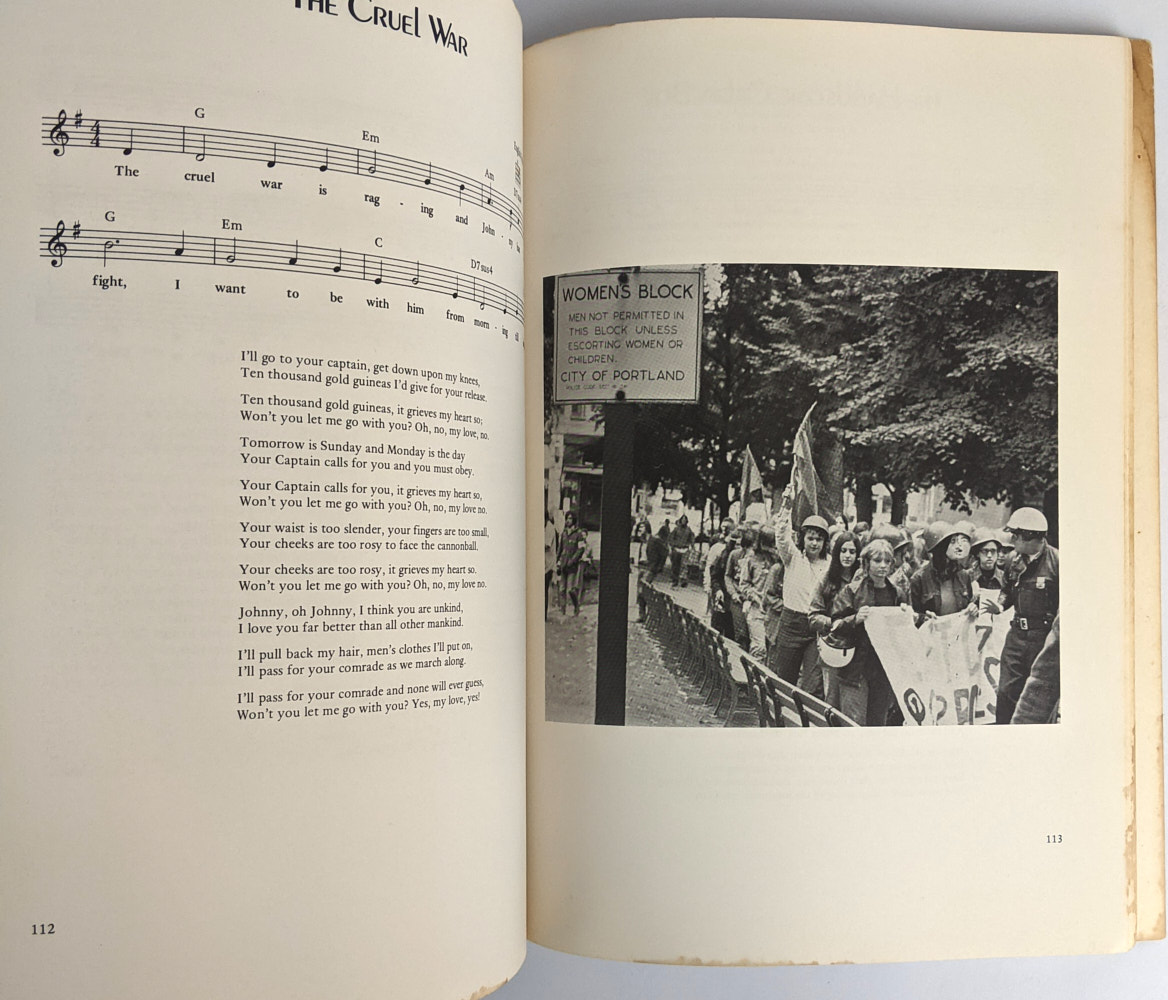 THE CRUEL WAR
G Em Am
The cruel war is rag - ing and John - ny
G Em C D7sus4
fight, I want to be with him from morn - ing till
I'll go to your captain, get down upon my knees,
Ten thousand gold guineas I'd give for your release.
Ten thousand gold guineas, it grieves my heart so;
Won't you let me go with you? Oh, no, my love, no.
Tomorrow is Sunday and Monday is the day
Your Captain calls for you and you must obey.
Your Captain calls for you, it grieves my heart so,
Won't you let me go with you? Oh, no, my love no.
Your waist is too slender, your fingers are too small,
Your cheeks are too rosy to face the cannonball.
Your cheeks are too rosy, it grieves my heart so.
Won't you let me go with you? Oh, no, my love no.
Johnny, oh Johnny, I think you are unkind,
I love you far better than all other mankind.
I'll pull back my hair, men's clothes I'll put on,
I'll pass for your comrade as we march along.
I'll pass for your comrade and none will ever guess,
Won't you let me go with you? Yes, my love, yes!
112
WOMEN'S BLOCK
MEN NOT PERMITTED IN
THIS BLOCK UNLESS
ESCORTING WOMEN OR
CHILDREN.
CITY OF PORTLAND
113